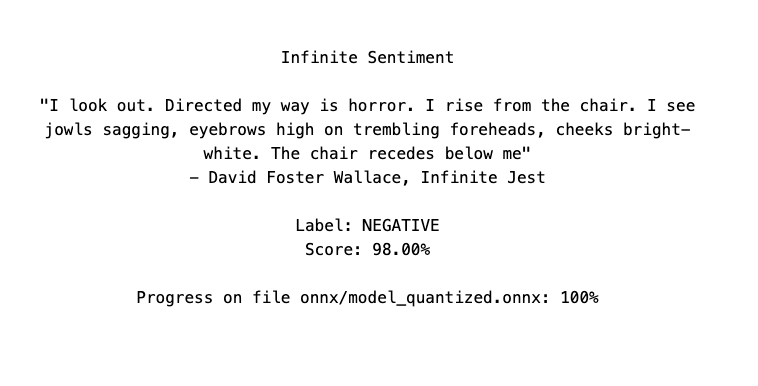 Infinite Sentiment
"I look out. Directed my way is horror. I rise from the chair. I see
jowls sagging, eyebrows high on trembling foreheads, cheeks bright-
white. The chair recedes below me"
- David Foster Wallace, Infinite Jest
Label: NEGATIVE
Score: 98.00%
Progress on file onnx/model_quantized.onnx: 100%